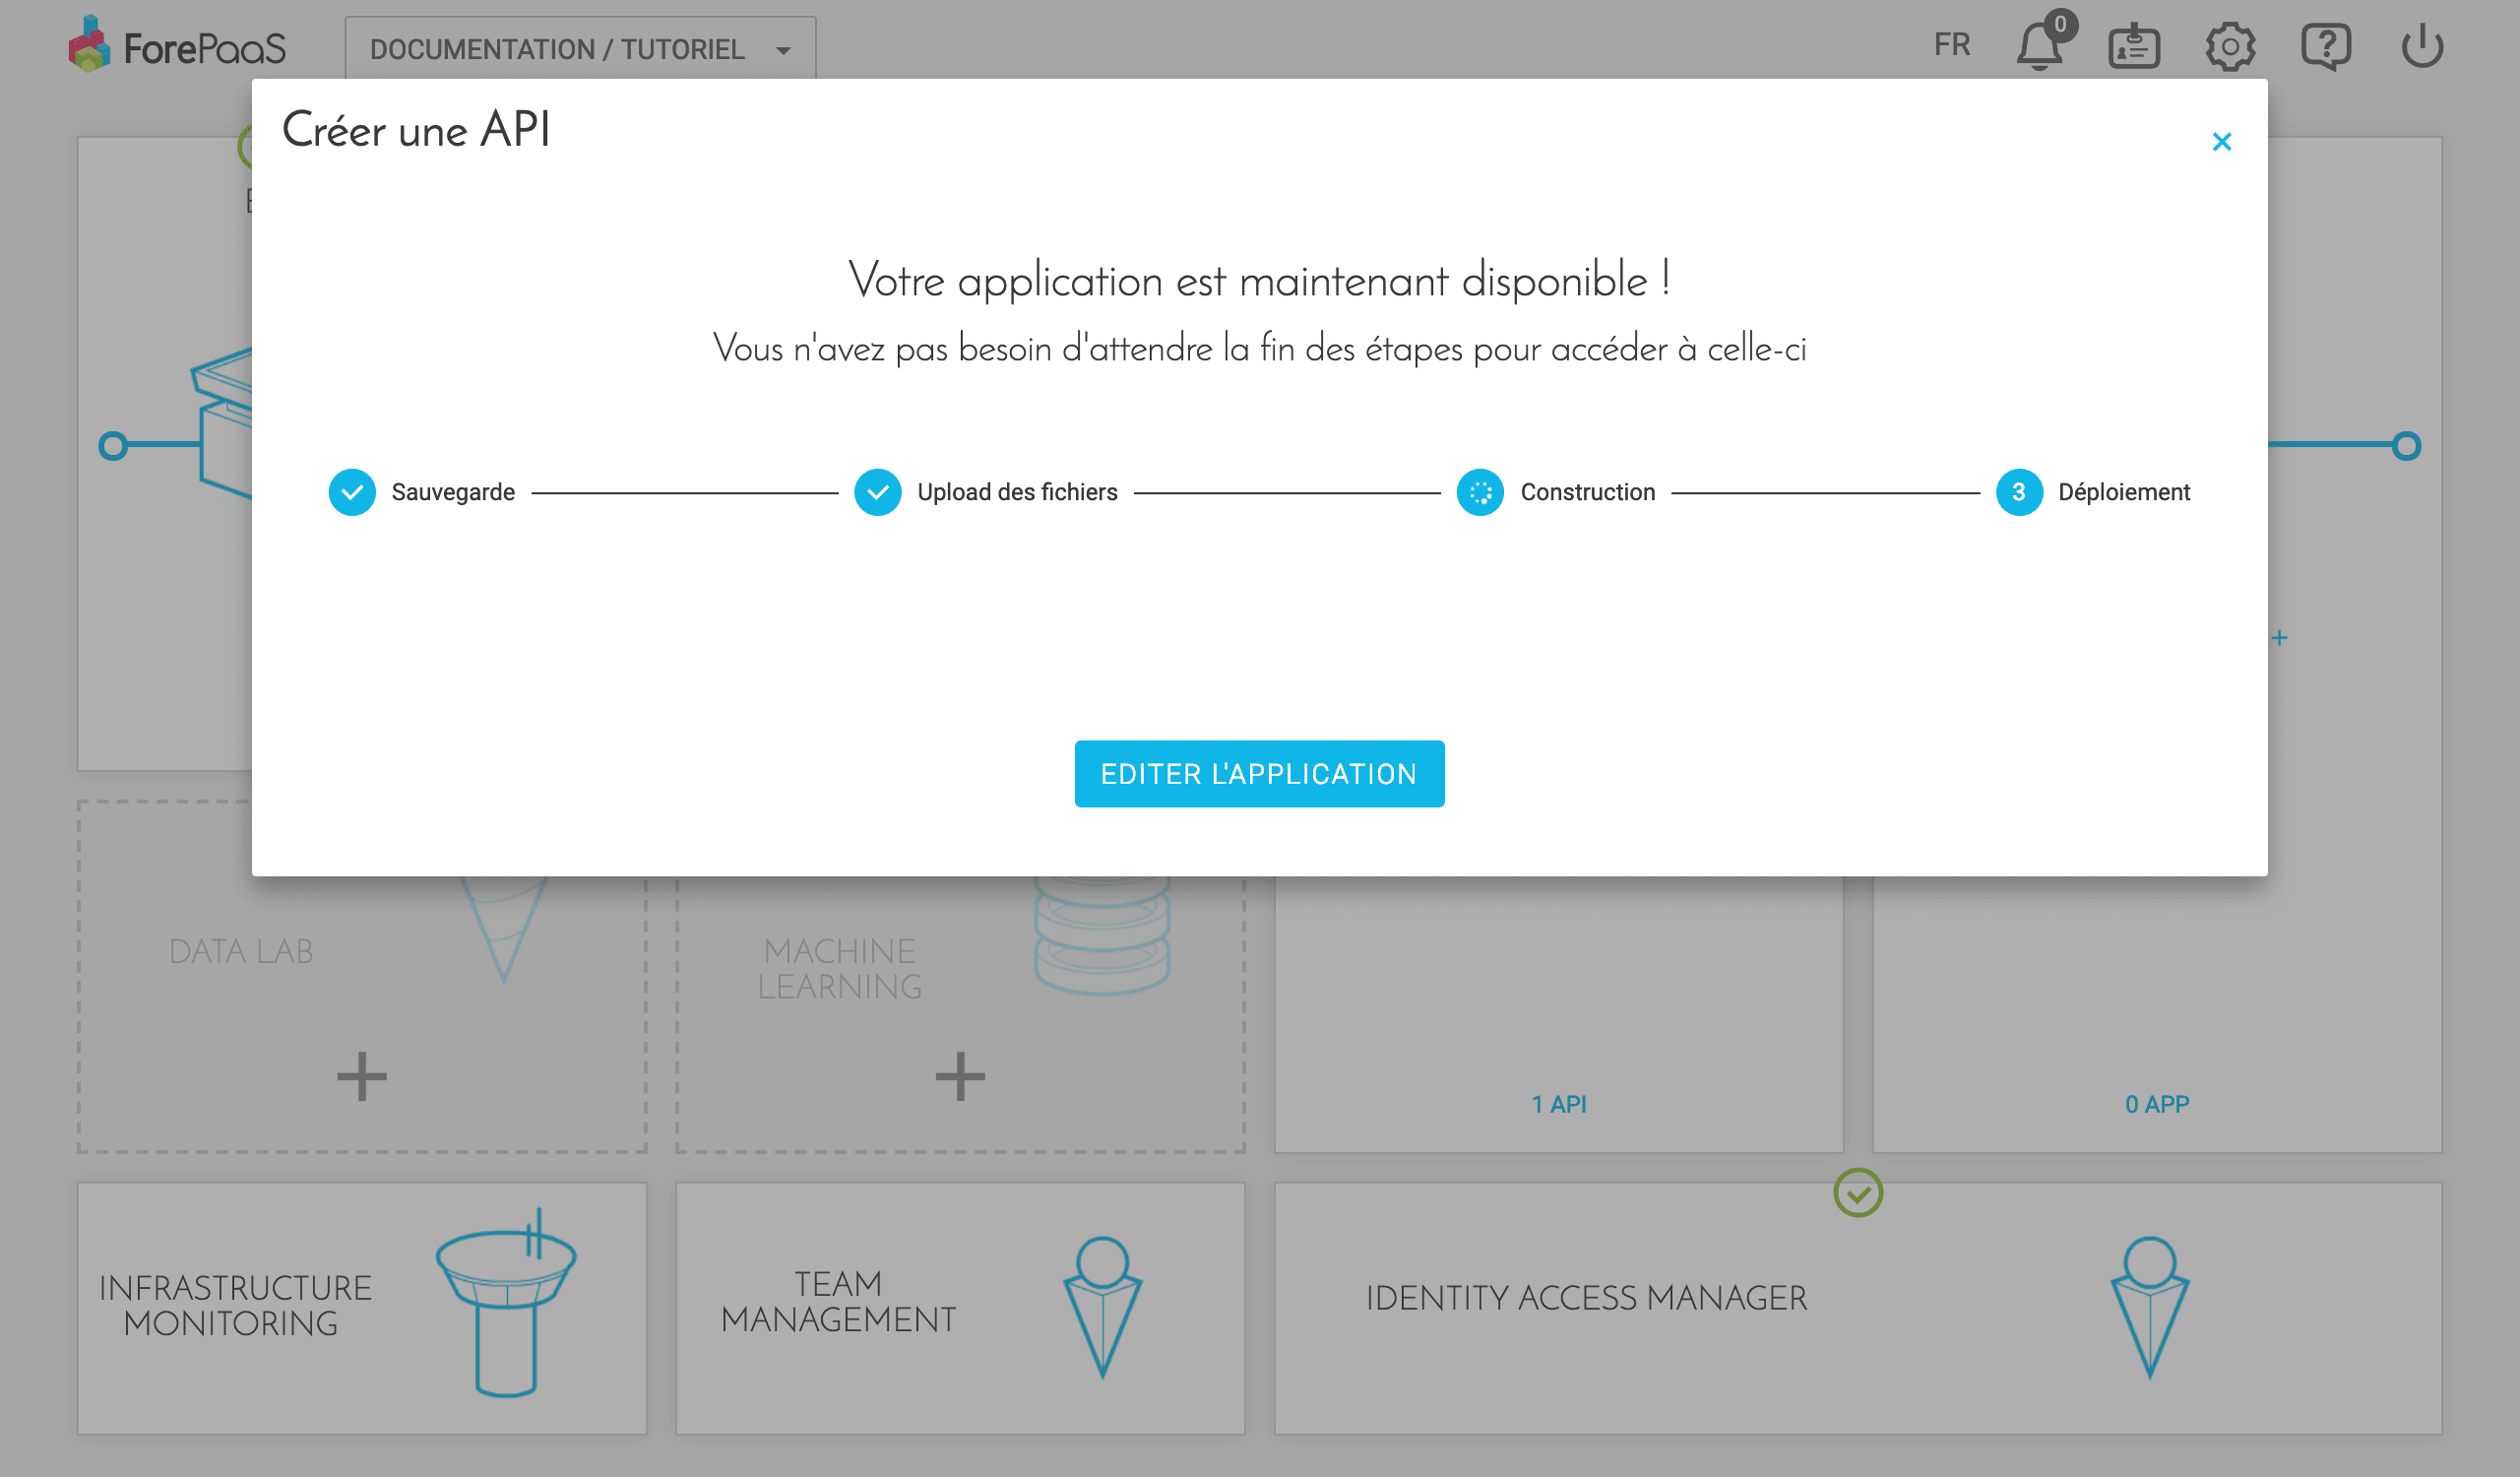 ForePaaS
DOCUMENTATION / TUTORIEL
FR
0
Créer une API
Votre application est maintenant disponible !
Vous n'avez pas besoin d'attendre la fin des étapes pour accéder à celle-ci
Sauvegarde
Upload des fichiers
Construction
3 Déploiement
EDITER L'APPLICATION
DATA LAB
MACHINE
LEARNING
1 API
0 APP
INFRASTRUCTURE
MONITORING
TEAM
MANAGEMENT
IDENTITY ACCESS MANAGER